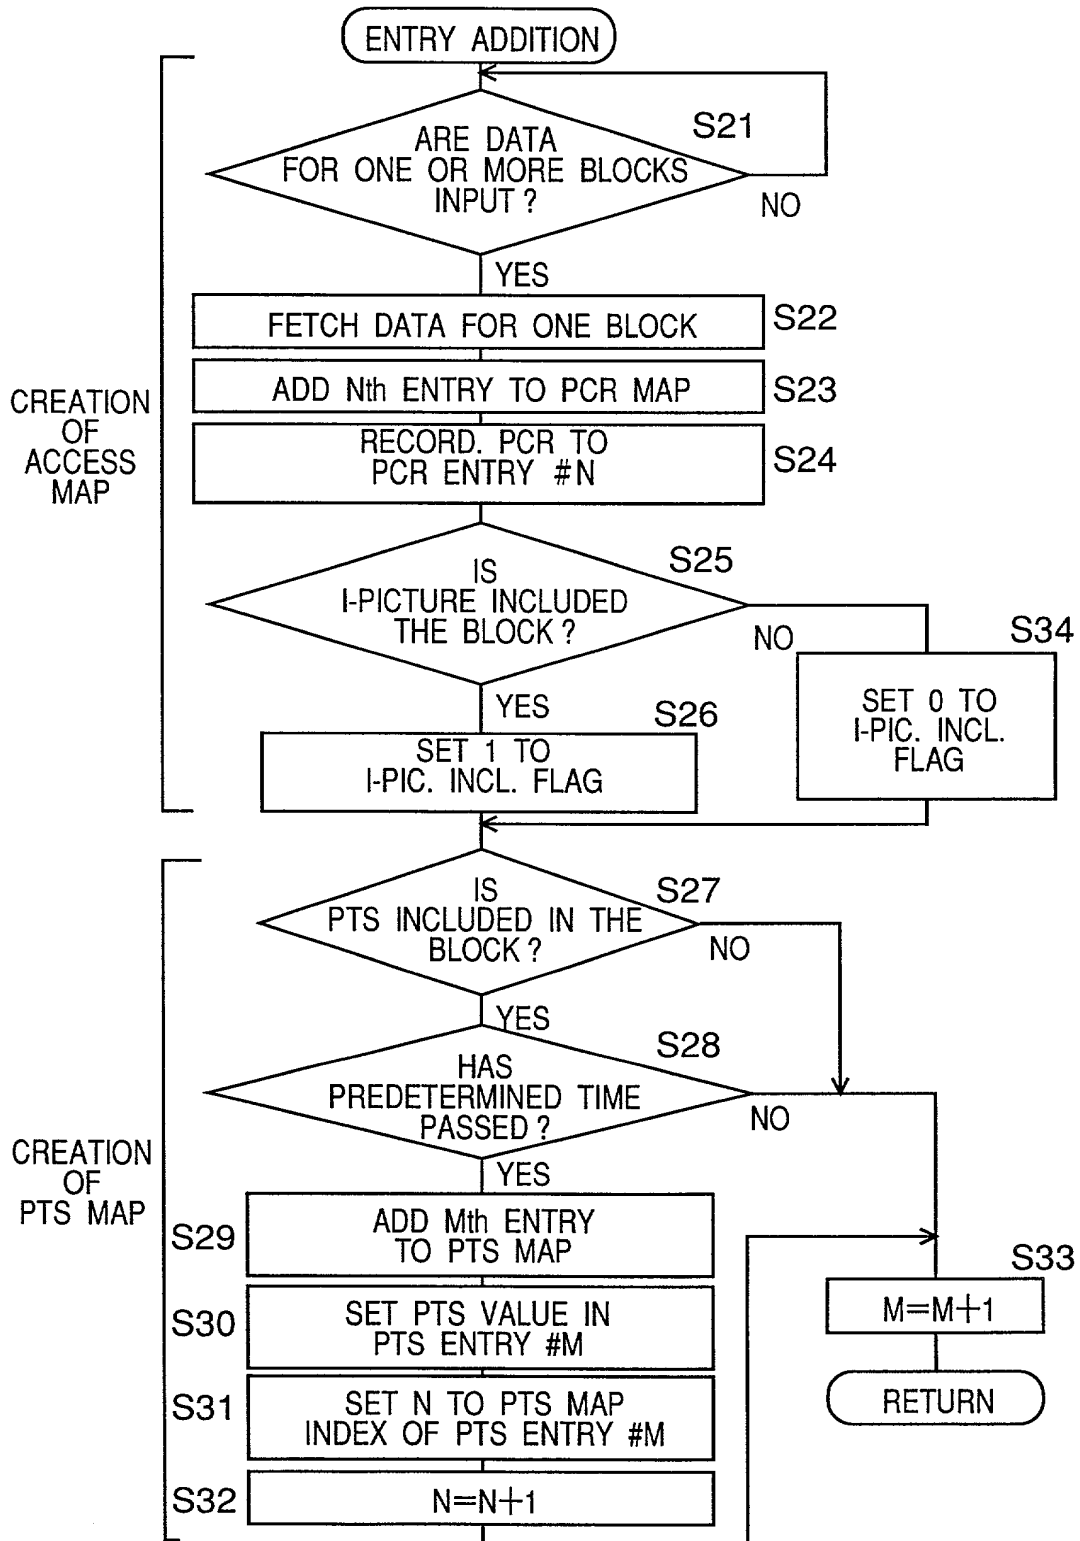 ENTRY ADDITION
S21
ARE DATA
FOR ONE OR MORE BLOCKS
INPUT ?
NO
YES
FETCH DATA FOR ONE BLOCK
S22
ADD Nth ENTRY TO PCR MAP
S23
RECORD. PCR TO
PCR ENTRY #N
S24
CREATION
OF
ACCESS
MAP
S25
IS
I-PICTURE INCLUDED
THE BLOCK ?
NO
YES
S34
SET 0 TO
I-PIC. INCL.
FLAG
S26
SET 1 TO
I-PIC. INCL. FLAG
S27
IS
PTS INCLUDED IN THE
BLOCK ?
NO
YES
S28
HAS
PREDETERMINED TIME
PASSED ?
NO
YES
CREATION
OF
PTS MAP
S29
ADD Mth ENTRY
TO PTS MAP
S30
SET PTS VALUE IN
PTS ENTRY #M
S31
SET N TO PTS MAP
INDEX OF PTS ENTRY #M
S32
N=N+1
S33
M=M+1
RETURN